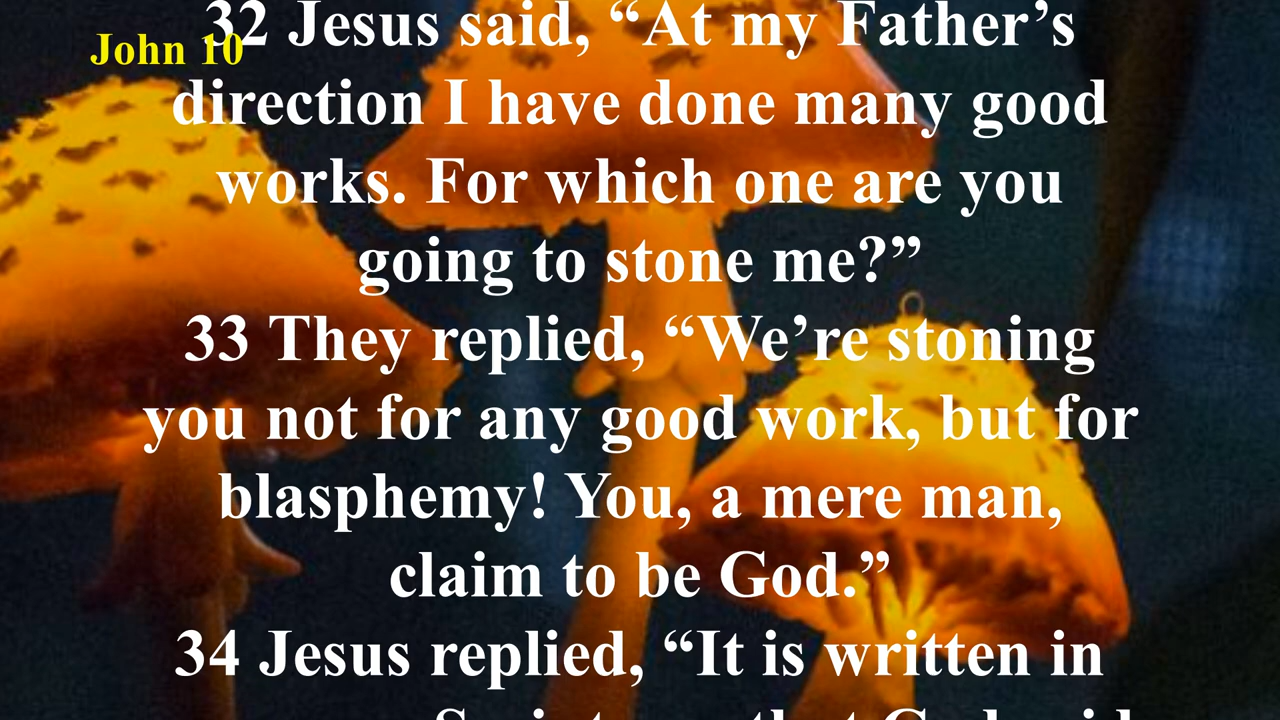 John 10
32 Jesus said, “At my Father’s
direction I have done many good
works. For which one are you
going to stone me?”
33 They replied, “We’re stoning
you not for any good work, but for
blasphemy! You, a mere man,
claim to be God.”
34 Jesus replied, “It is written in